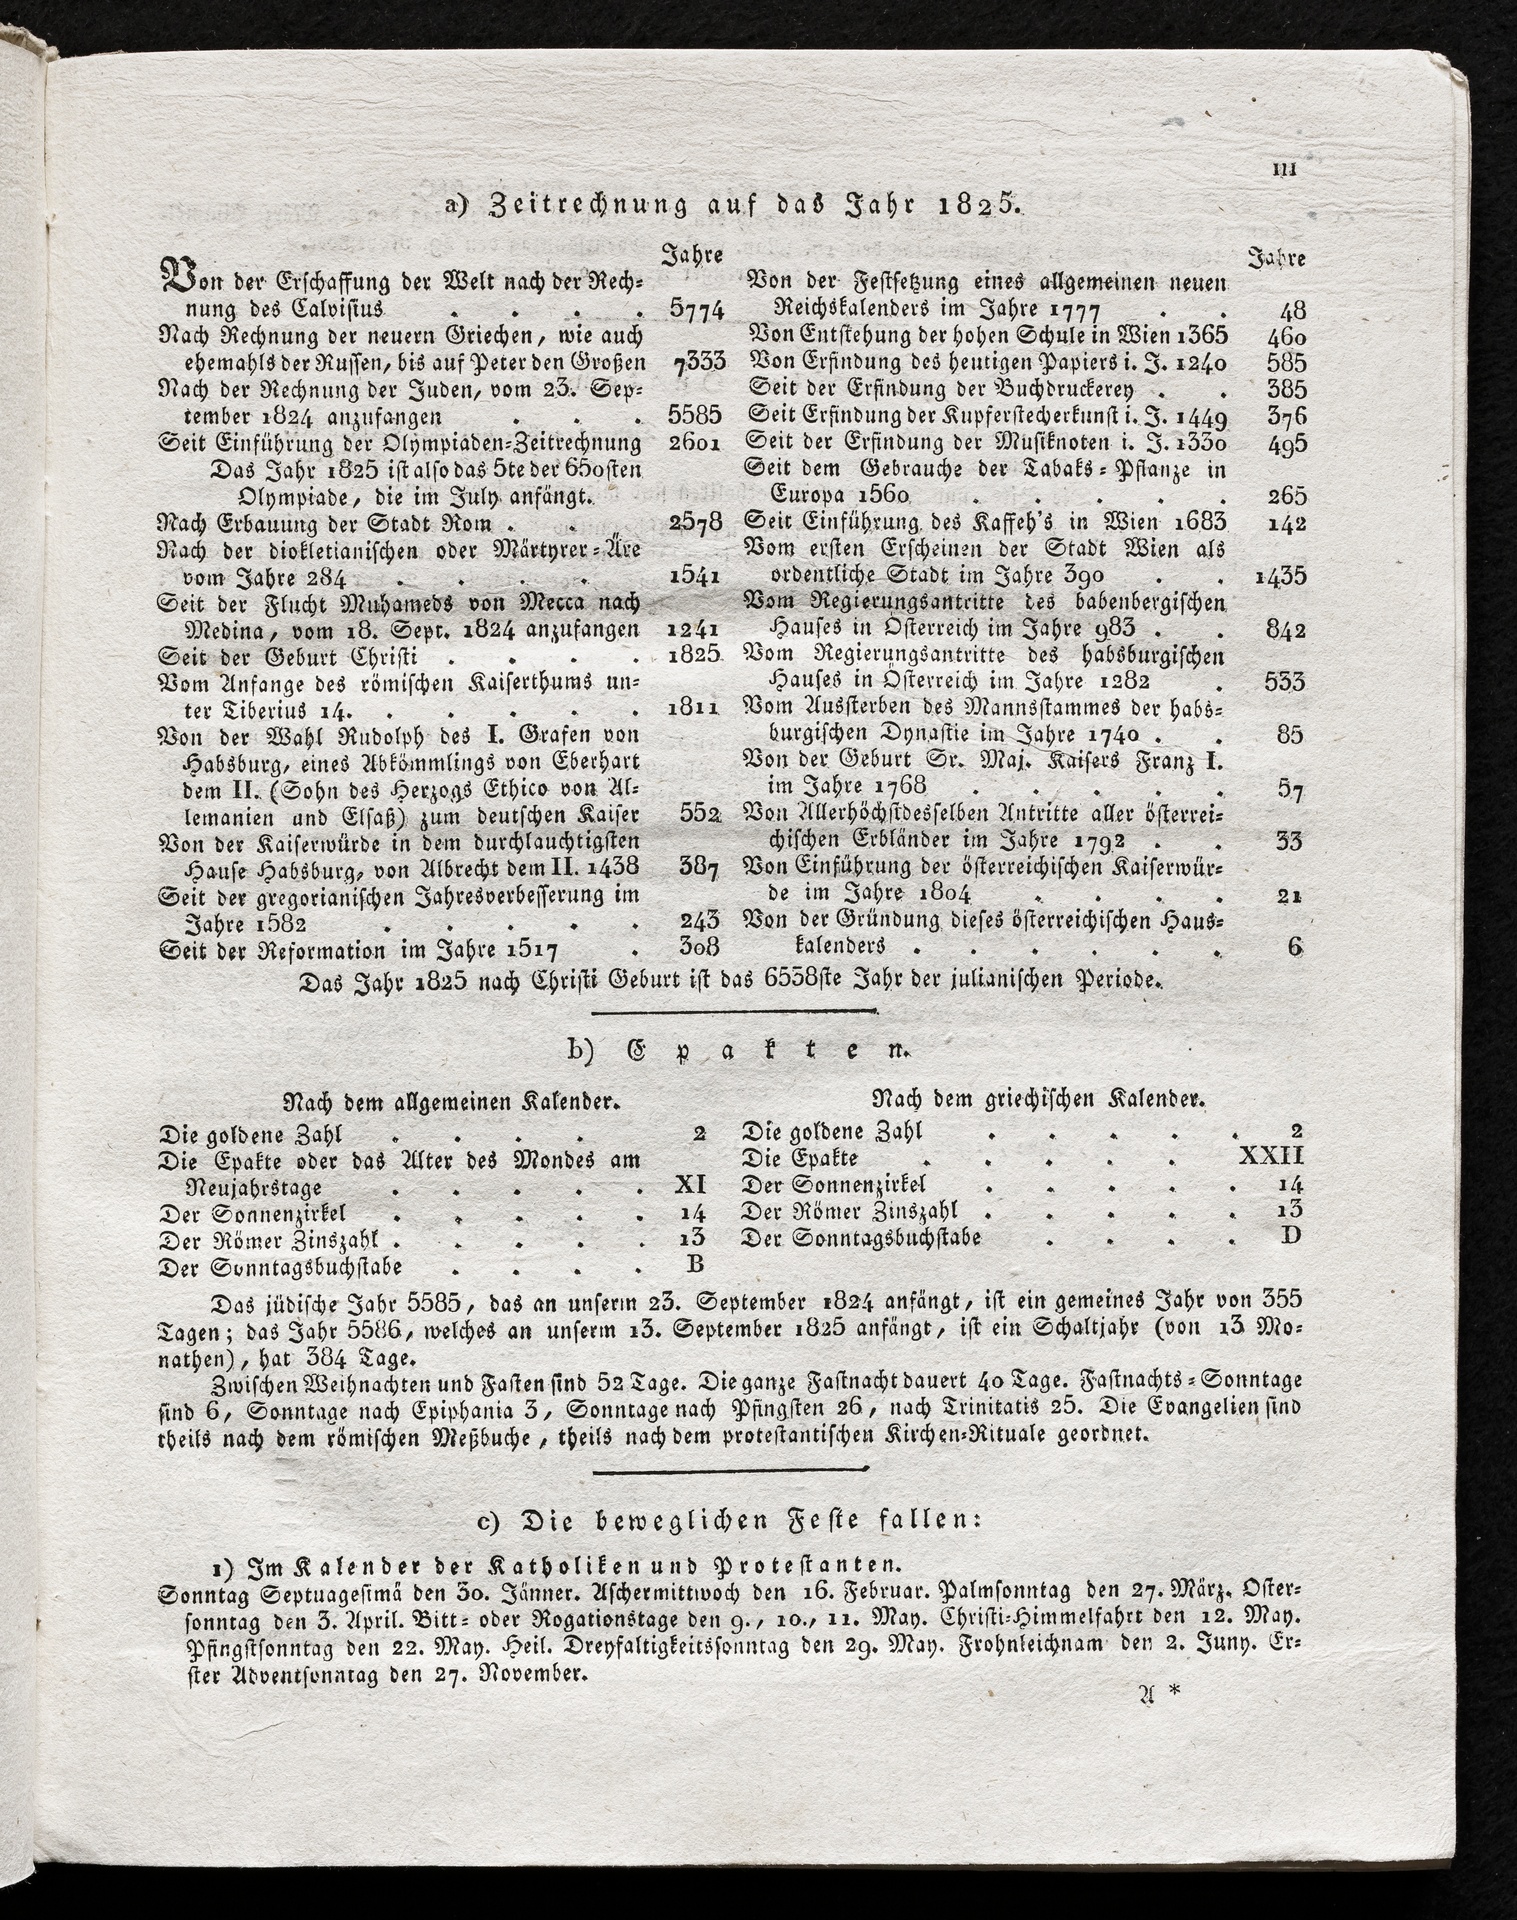 III
a) Zeitrechnung auf das Jahr 1825.
Jahre
Von der Erschaffung der Welt nach der Rech-
nung des Calvisius . . . . 5774
Nach Rechnung der neuern Griechen, wie auch
ehemahls der Russen, bis auf Peter den Großen 7333
Nach der Rechnung der Juden, vom 23. Sep-
tember 1824 anzufangen . . . 5585
Seit Einführung der Olympiaden-Zeitrechnung 2601
Das Jahr 1825 ist also das 5te der 650sten
Olympiade, die im July anfängt.
Nach Erbauung der Stadt Rom . . . 2578
Nach der diokletianischen oder Märtyrer-Äre
vom Jahre 284 . . . . 1541
Seit der Flucht Muhameds von Mecca nach
Medina, vom 18. Sept. 1824 anzufangen 1241
Seit der Geburt Christi . . . . 1825
Vom Anfange des römischen Kaiserthums un-
ter Tiberius 14. . . . . . 1811
Von der Wahl Rudolph des I. Grafen von
Habsburg, eines Abkömmlings von Eberhart
dem II. (Sohn des Herzogs Ethico von Al-
lemanien und Elsaß) zum deutschen Kaiser 552
Von der Kaiserwürde in dem durchlauchtigsten
Hause Habsburg, von Albrecht dem II. 1438 387
Seit der gregorianischen Jahresverbesserung im
Jahre 1582 . . . . . 243
Seit der Reformation im Jahre 1517 . 308
Jahre
Von der Festsetzung eines allgemeinen neuen
Reichskalenders im Jahre 1777 . . 48
Von Entstehung der hohen Schule in Wien 1365 460
Von Erfindung des heutigen Papiers i. J. 1240 585
Seit der Erfindung der Buchdruckerey . . 385
Seit Erfindung der Kupferstecherkunst i. J. 1449 376
Seit der Erfindung der Musiknoten i. J. 1330 495
Seit dem Gebrauche der Tabaks-Pflanze in
Europa 1560 . . . . . 265
Seit Einführung des Kaffeh's in Wien 1683 142
Vom ersten Erscheinen der Stadt Wien als
ordentliche Stadt im Jahre 390 . . 1435
Vom Regierungsantritte des babenbergischen
Hauses in Österreich im Jahre 983 . . 842
Vom Regierungsantritte des habsburgischen
Hauses in Österreich im Jahre 1282 . 533
Vom Aussterben des Mannsstammes der habs-
burgischen Dynastie im Jahre 1740 . . 85
Von der Geburt Sr. Maj. Kaisers Franz I.
im Jahre 1768 . . . . . 57
Von Allerhöchstdesselben Antritte aller österrei-
chischen Erbländer im Jahre 1792 . . 33
Von Einführung der österreichischen Kaiserwür-
de im Jahre 1804 . . . . 21
Von der Gründung dieses österreichischen Haus-
kalenders . . . . . . 6
Das Jahr 1825 nach Christi Geburt ist das 6538ste Jahr der julianischen Periode.
b) Epakten.
Nach dem allgemeinen Kalender.
Die goldene Zahl . . . . 2
Die Epakte oder das Alter des Mondes am
Neujahrstage . . . . . XI
Der Sonnenzirkel . . . . . 14
Der Römer Zinszahl . . . . . 13
Der Sonntagsbuchstabe . . . . B
Nach dem griechischen Kalender.
Die goldene Zahl . . . . . 2
Die Epakte . . . . . XXII
Der Sonnenzirkel . . . . . 14
Der Römer Zinszahl . . . . . 13
Der Sonntagsbuchstabe . . . . D
Das jüdische Jahr 5585, das an unserm 23. September 1824 anfängt, ist ein gemeines Jahr von 355
Tagen; das Jahr 5586, welches an unserm 13. September 1825 anfängt, ist ein Schaltjahr (von 13 Mo-
nathen), hat 384 Tage.
Zwischen Weihnachten und Fasten sind 52 Tage. Die ganze Fastnacht dauert 40 Tage. Fastnachts-Sonntage
sind 6, Sonntage nach Epiphania 3, Sonntage nach Pfingsten 26, nach Trinitatis 25. Die Evangelien sind
theils nach dem römischen Meßbuche, theils nach dem protestantischen Kirchen-Rituale geordnet.
c) Die beweglichen Feste fallen:
1) Im Kalender der Katholiken und Protestanten.
Sonntag Septuagesimä den 30. Jänner. Aschermittwoch den 16. Februar. Palmsonntag den 27. März. Oster-
sonntag den 3. April. Bitt- oder Rogationstage den 9., 10., 11. May. Christi-Himmelfahrt den 12. May.
Pfingstsonntag den 22. May. Heil. Dreyfaltigkeitssonntag den 29. May. Frohnleichnam den 2. Juny. Er-
ster Adventsonntag den 27. November.
A *